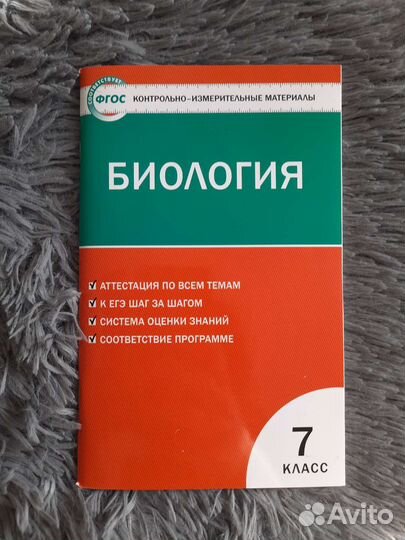 СООТВЕТСТВУЕТ
ФГОС
КОНТРОЛЬНО-ИЗМЕРИТЕЛЬНЫЕ МАТЕРИАЛЫ
БИОЛОГИЯ
АТТЕСТАЦИЯ ПО ВСЕМ ТЕМАМ
К ЕГЭ ШАГ ЗА ШАГОМ
СИСТЕМА ОЦЕНКИ ЗНАНИЙ
СООТВЕТСТВИЕ ПРОГРАММЕ
7
КЛАСС
Avito